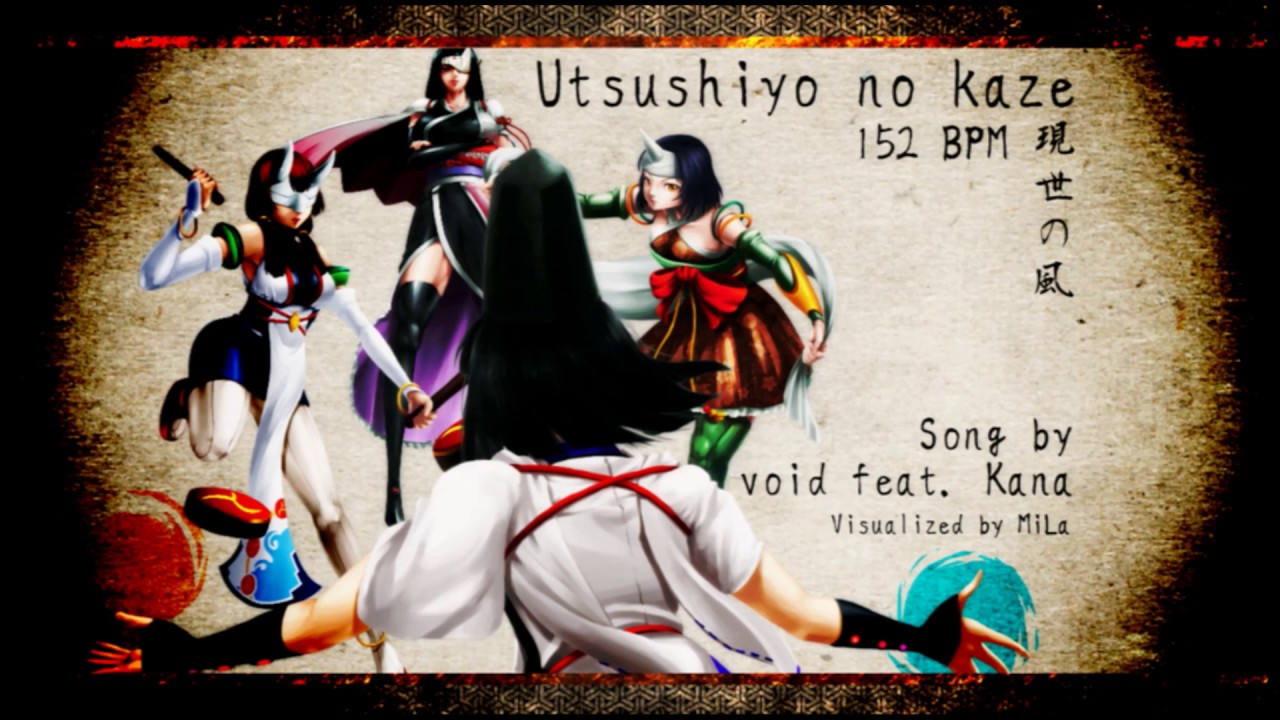 Utsushiyo no kaze
152 BPM
現世の風
Song by
void feat. Kana
Visualized by MiLa